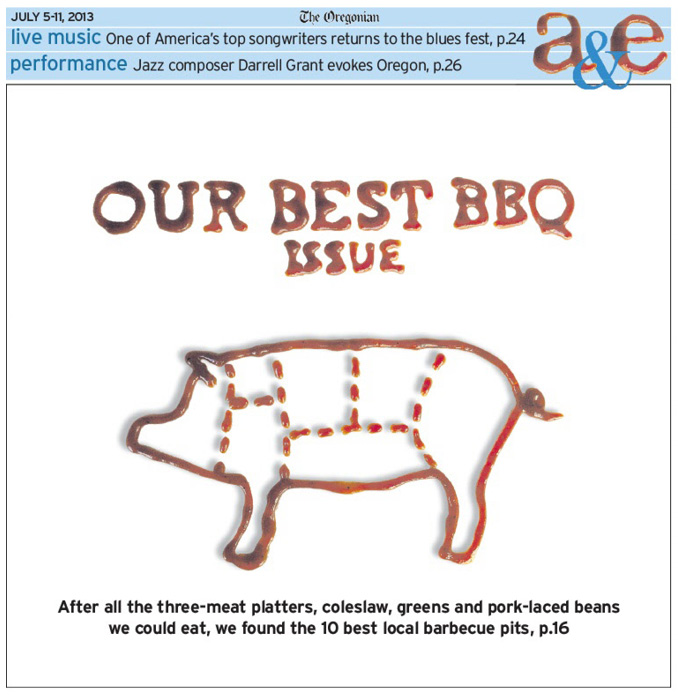 JULY 5-11, 2013
The Oregonian
a&e
live music One of America's top songwriters returns to the blues fest, p.24
performance Jazz composer Darrell Grant evokes Oregon, p.26
OUR BEST BBQ
ISSUE
After all the three-meat platters, coleslaw, greens and pork-laced beans
we could eat, we found the 10 best local barbecue pits, p.16